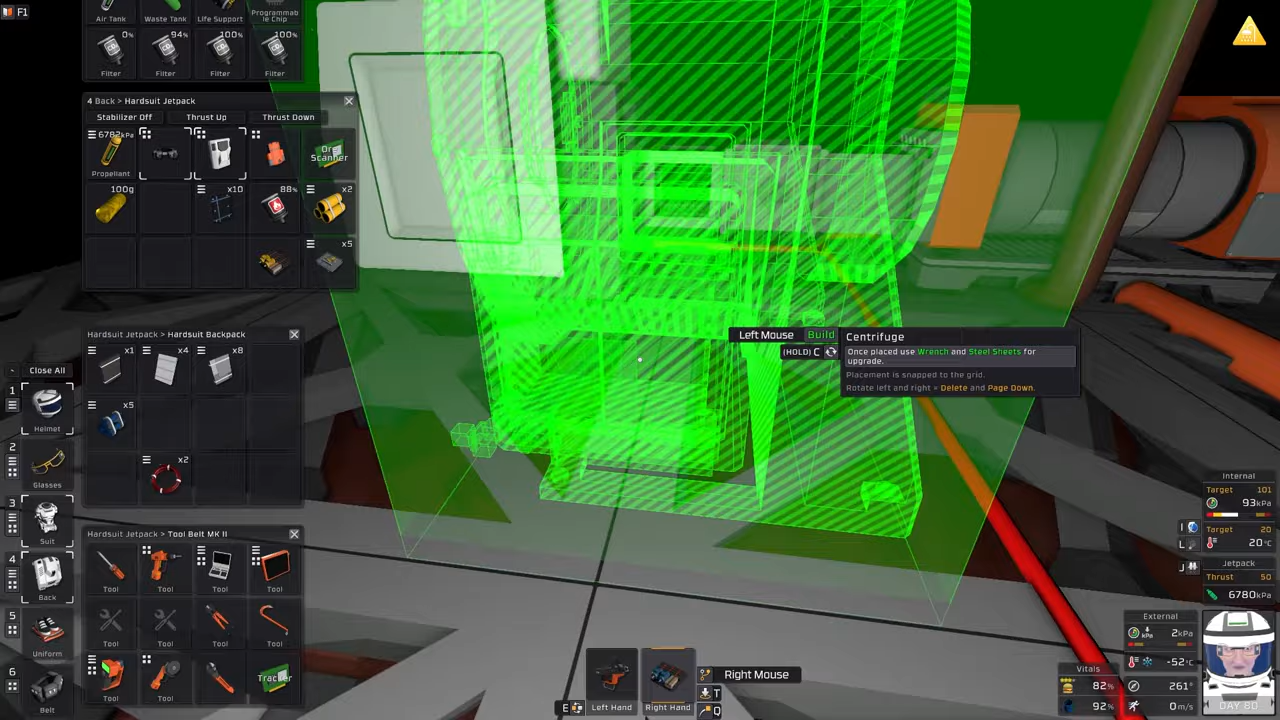 F1
Air Tank
Waste Tank
Life Support
Programmab
le Chip
0%
94%
100%
100%
Filter
Filter
Filter
Filter
4 Back > Hardsuit Jetpack
Stabilizer Off
Thrust Up
Thrust Down
6782kPa
Propellant
Ore
Scanner
100g
x10
88%
x2
x5
Left Mouse
Build
(HOLD) C
Centrifuge
Once placed use Wrench and Steel Sheets for
upgrade.
Placement is snapped to the grid.
Rotate left and right = Delete and Page Down.
Hardsuit Jetpack > Hardsuit Backpack
x1
x4
x8
x5
x2
Close All
1
Helmet
2
Glasses
3
Suit
4
Back
5
Uniform
6
Belt
Hardsuit Jetpack > Tool Belt MK II
Tool
Tool
Tool
Tool
Tool
Tool
Tool
Tool
Tool
Tool
Tool
Tracker
E
Left Hand
Right Hand
Right Mouse
T
Q
Internal
Target 101
93kPa
Target 20
20°C
Jetpack
Thrust 50
6780kPa
I
L
J
External
kPa
2kPa
-52°C
261°
0m/s
Vitals
82%
92%
DAY 80